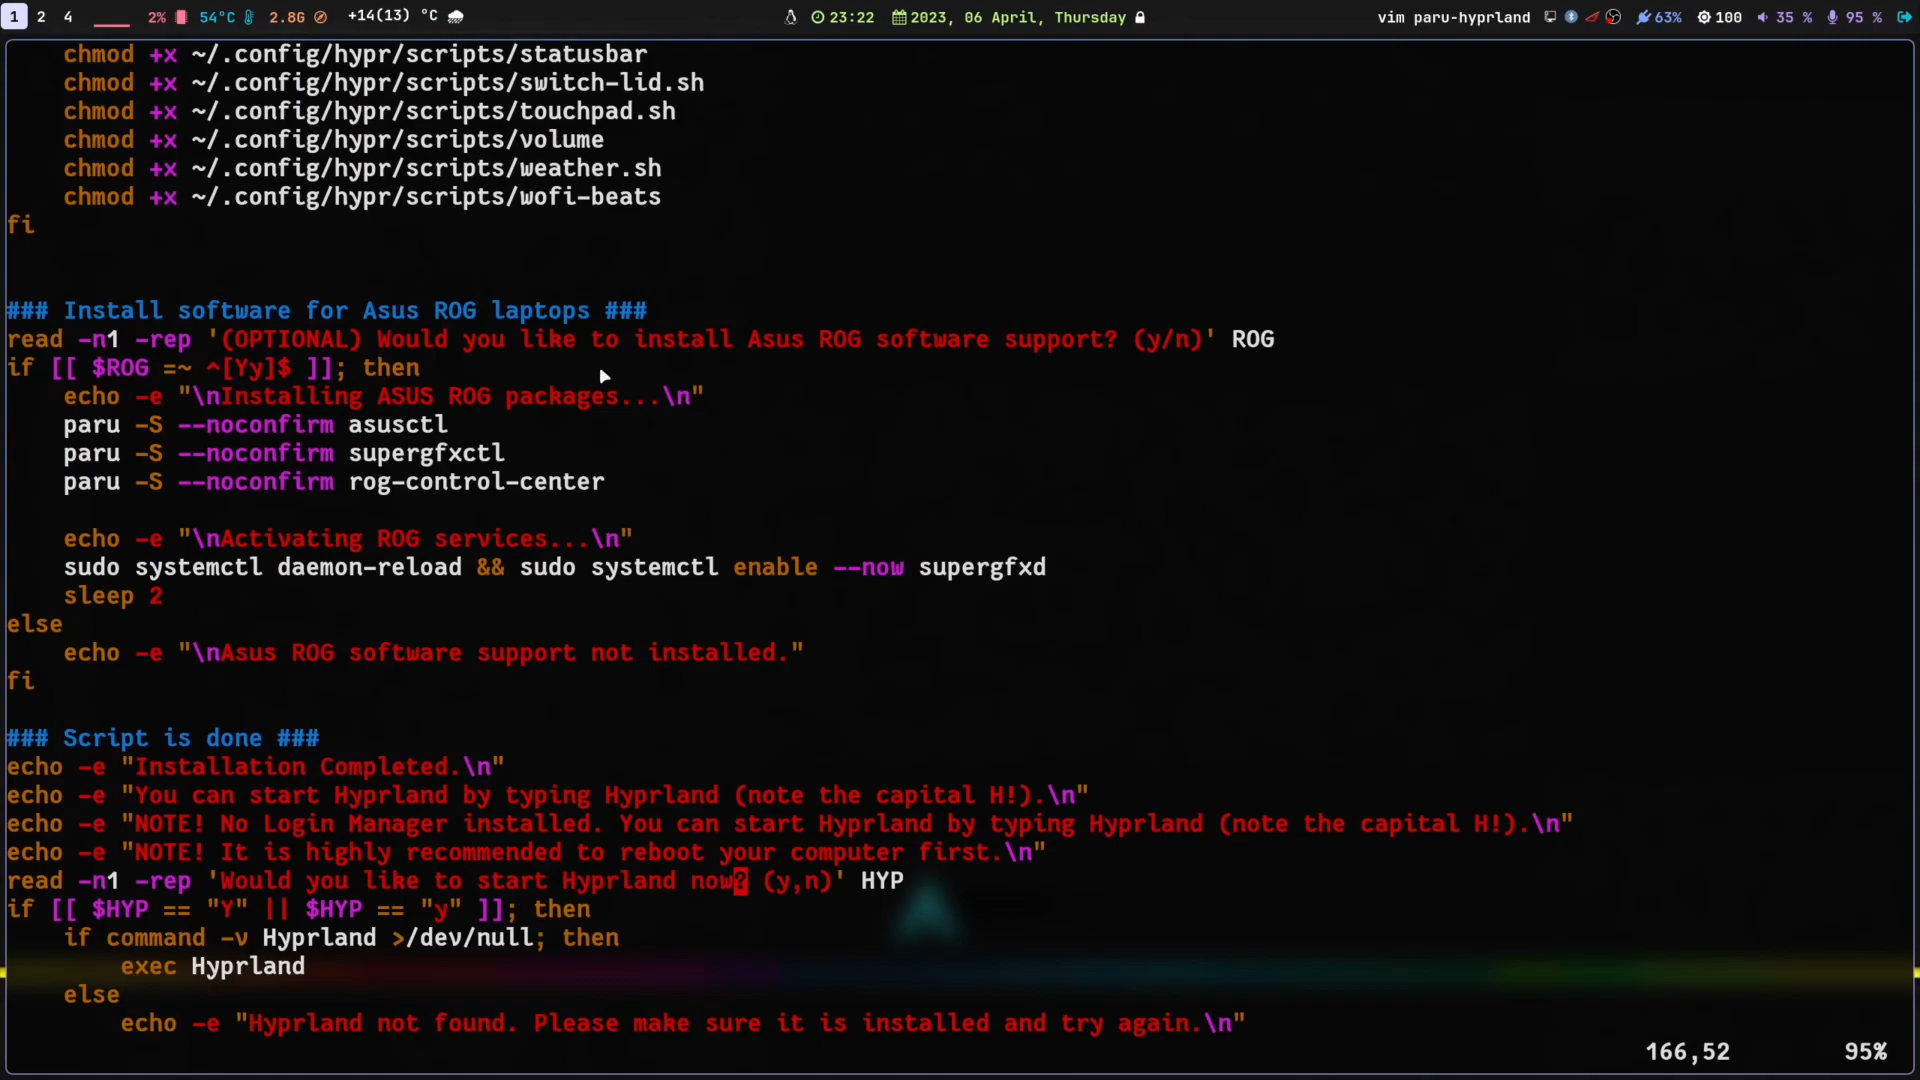 1 2 4 2% 54°C 2.8G +14(13) °C 23:22 2023, 06 April, Thursday vim paru-hyprland 63% 100 35 % 95 %
chmod +x ~/.config/hypr/scripts/statusbar
chmod +x ~/.config/hypr/scripts/switch-lid.sh
chmod +x ~/.config/hypr/scripts/touchpad.sh
chmod +x ~/.config/hypr/scripts/volume
chmod +x ~/.config/hypr/scripts/weather.sh
chmod +x ~/.config/hypr/scripts/wofi-beats
fi
### Install software for Asus ROG laptops ###
read -n1 -rep '(OPTIONAL) Would you like to install Asus ROG software support? (y/n)' ROG
if [[ $ROG =~ ^[Yy]$ ]]; then
echo -e "\nInstalling ASUS ROG packages...\n"
paru -S --noconfirm asusctl
paru -S --noconfirm supergfxctl
paru -S --noconfirm rog-control-center
echo -e "\nActivating ROG services...\n"
sudo systemctl daemon-reload && sudo systemctl enable --now supergfxd
sleep 2
else
echo -e "\nAsus ROG software support not installed."
fi
### Script is done ###
echo -e "Installation Completed.\n"
echo -e "You can start Hyprland by typing Hyprland (note the capital H!).\n"
echo -e "NOTE! No Login Manager installed. You can start Hyprland by typing Hyprland (note the capital H!).\n"
echo -e "NOTE! It is highly recommended to reboot your computer first.\n"
read -n1 -rep 'Would you like to start Hyprland now? (y,n)' HYP
if [[ $HYP == "Y" || $HYP == "y" ]]; then
if command -v Hyprland >/dev/null; then
exec Hyprland
else
echo -e "Hyprland not found. Please make sure it is installed and try again.\n"
166,52 95%